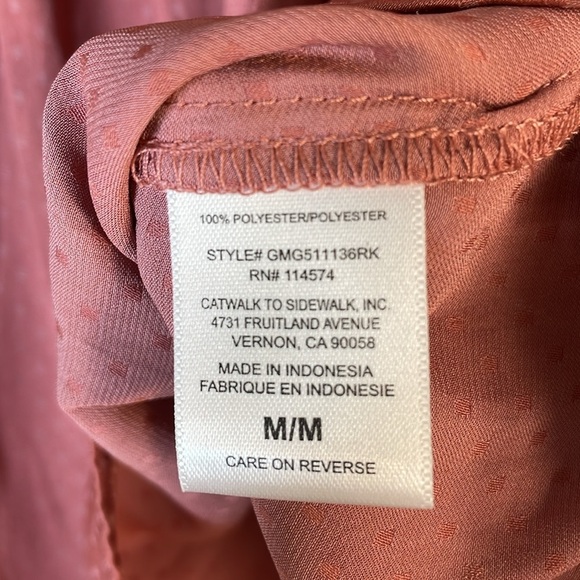 100% POLYESTER/POLYESTER
STYLE# GMG511136RK
RN# 114574
CATWALK TO SIDEWALK, INC.
4731 FRUITLAND AVENUE
VERNON, CA 90058
MADE IN INDONESIA
FABRIQUE EN INDONESIE
M/M
CARE ON REVERSE